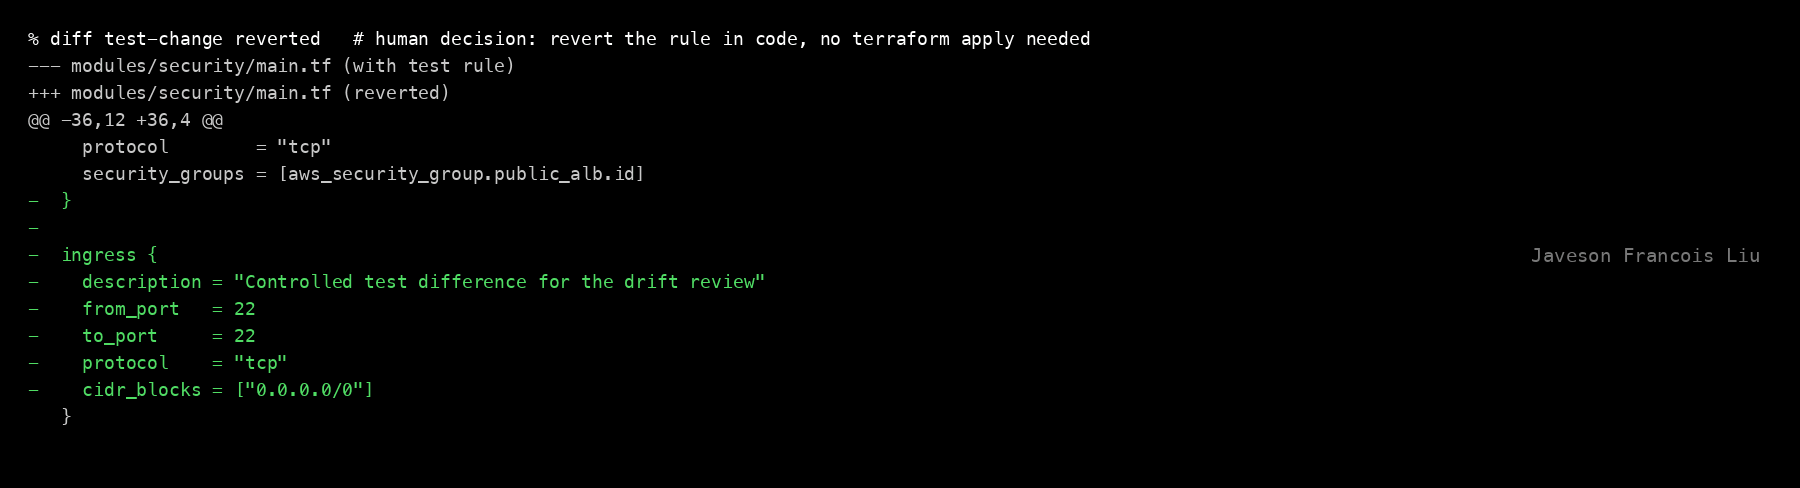 % diff test-change reverted   # human decision: revert the rule in code, no terraform apply needed
--- modules/security/main.tf (with test rule)
+++ modules/security/main.tf (reverted)
@@ -36,12 +36,4 @@
     protocol        = "tcp"
     security_groups = [aws_security_group.public_alb.id]
-  }
-
-  ingress {
Javeson Francois Liu
-    description = "Controlled test difference for the drift review"
-    from_port   = 22
-    to_port     = 22
-    protocol    = "tcp"
-    cidr_blocks = ["0.0.0.0/0"]
   }